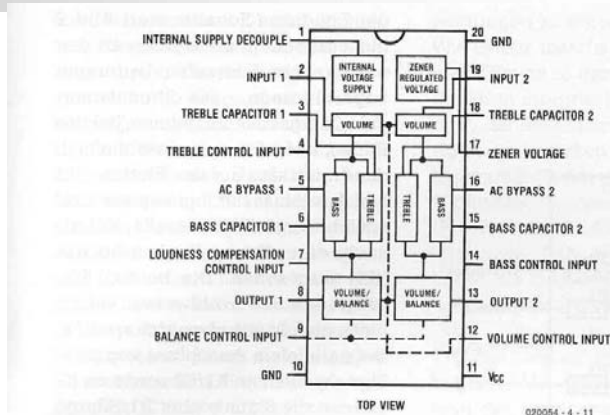 1
INTERNAL SUPPLY DECOUPLE
20
GND
2
INPUT 1
INTERNAL
VOLTAGE
SUPPLY
ZENER
REGULATED
VOLTAGE
19
INPUT 2
3
TREBLE CAPACITOR 1
VOLUME
VOLUME
18
TREBLE CAPACITOR 2
4
TREBLE CONTROL INPUT
17
ZENER VOLTAGE
5
AC BYPASS 1
BASS
TREBLE
TREBLE
BASS
16
AC BYPASS 2
6
BASS CAPACITOR 1
15
BASS CAPACITOR 2
7
LOUDNESS COMPENSATION
CONTROL INPUT
14
BASS CONTROL INPUT
8
OUTPUT 1
VOLUME/
BALANCE
VOLUME/
BALANCE
13
OUTPUT 2
9
BALANCE CONTROL INPUT
12
VOLUME CONTROL INPUT
10
GND
11
VCC
TOP VIEW
020054 - 4 - 11